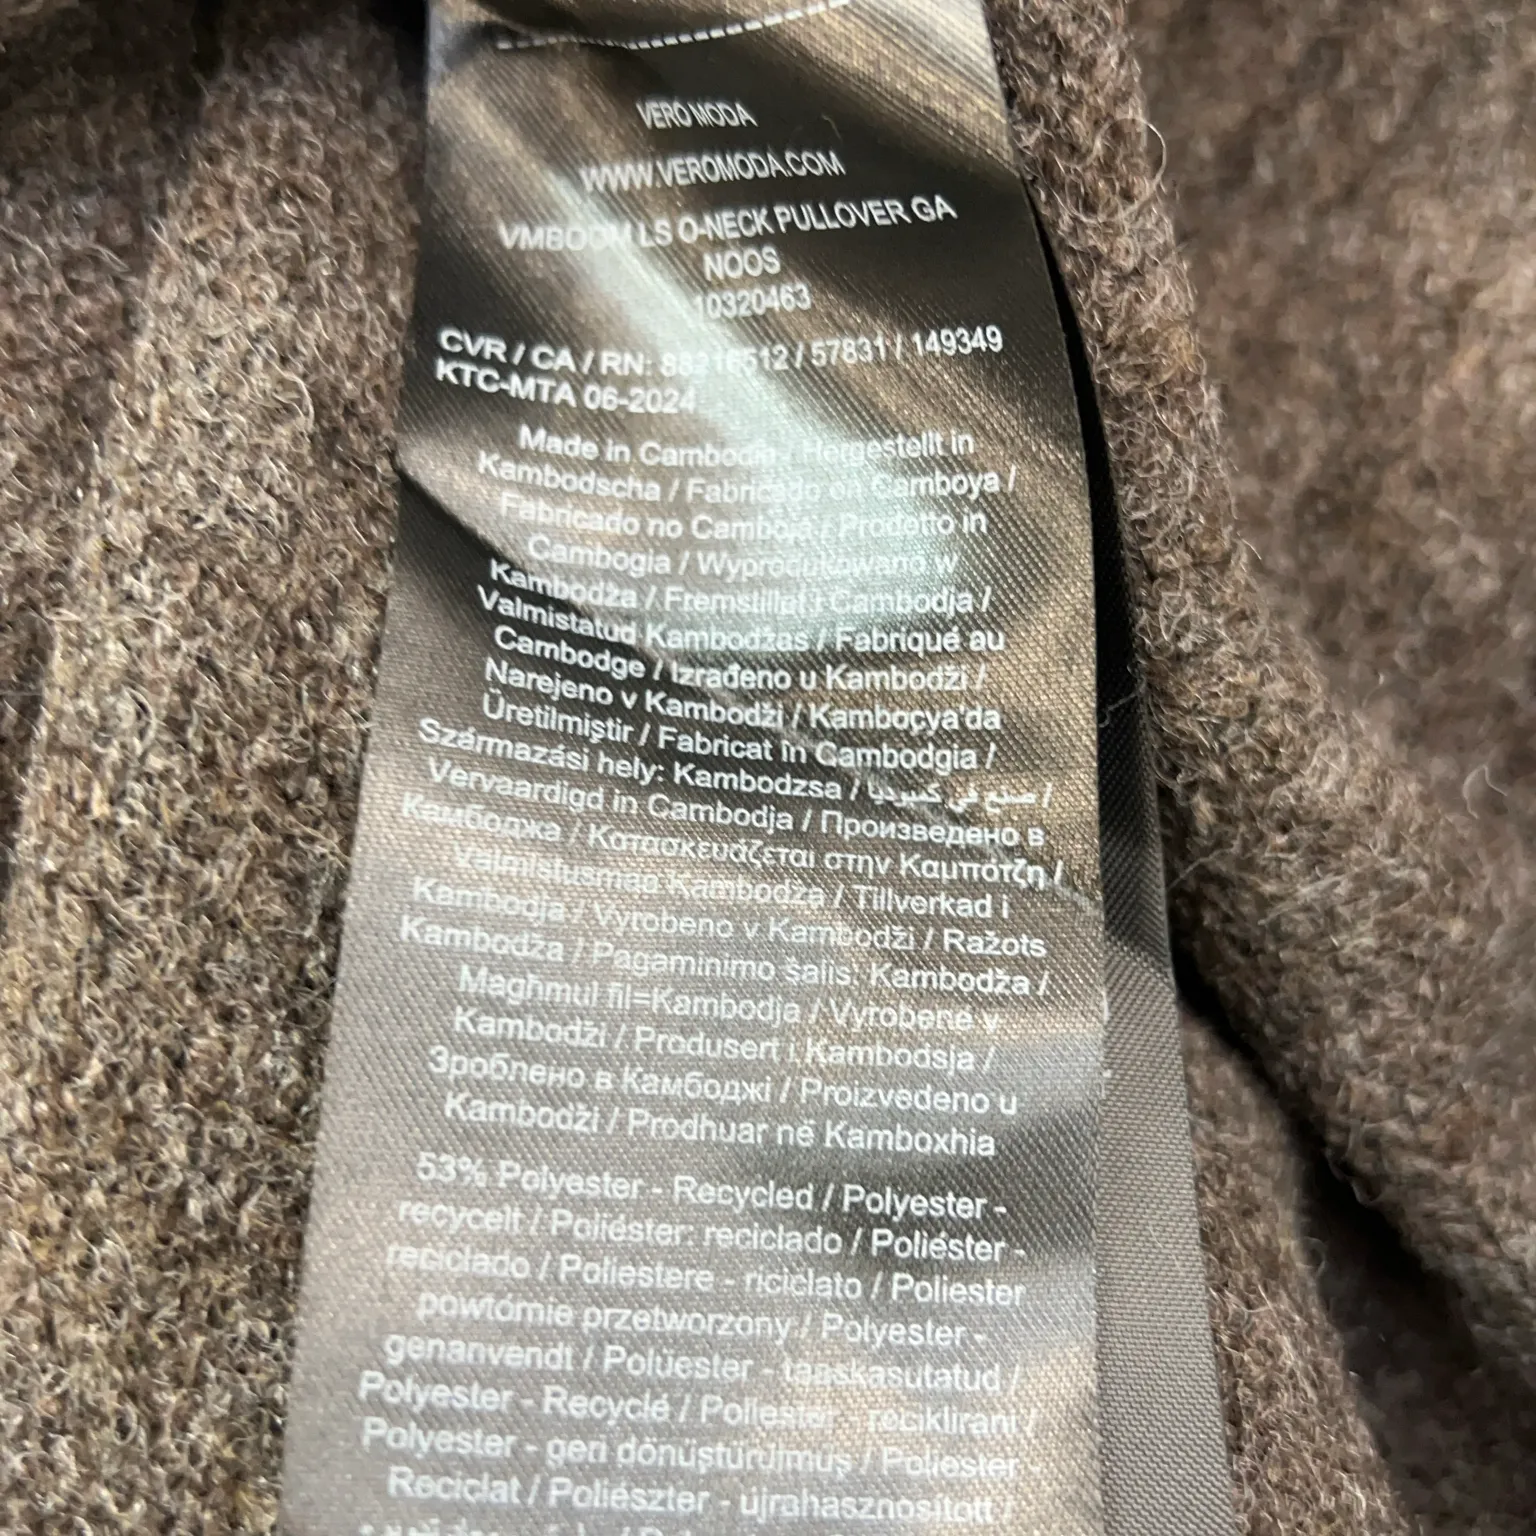 VERO MODA
WWW.VEROMODA.COM
VMBOOM LS O-NECK PULLOVER GA
NOOS
10320463
CVR / CA / RN: 88216512 / 57831 / 149349
KTC-MTA 06-2024
Made in Cambodia / Hergestellt in
Kambodscha / Fabricado en Camboya /
Fabricado no Camboja / Prodotto in
Cambogia / Wyprodukowano w
Kambodża / Fremstillet i Cambodja /
Valmistatud Kambodžas / Fabriqué au
Cambodge / Izrađeno u Kambodži /
Narejeno v Kambodži / Kamboçya'da
Üretilmiştir / Fabricat în Cambodgia /
Származási hely: Kambodzsa / صنع في كمبوديا /
Vervaardigd in Cambodja / Произведено в
Камбоджа / Κατασκευάζεται στην Καμπότζη /
Valmistusmaa Kambodža / Tillverkad i
Kambodja / Vyrobeno v Kambodži / Ražots
Kambodža / Pagaminimo šalis: Kambodža /
Maghmul fil=Kambodja / Vyrobené v
Kambodži / Produsert i Kambodsja /
Зроблено в Камбоджі / Proizvedeno u
Kambodži / Prodhuar në Kamboxhia
53% Polyester - Recycled / Polyester -
recycelt / Poliéster: reciclado / Poliéster -
reciclado / Poliestere - riciclato / Poliester
powtórnie przetworzony / Polyester -
genanvendt / Polüester - taaskasutatud /
Polyester - Recyclé / Poliester - reciklirani /
Polyester - geri dönüştürülmüş / Poliester -
Reciclat / Poliészter - újrahasznosított /